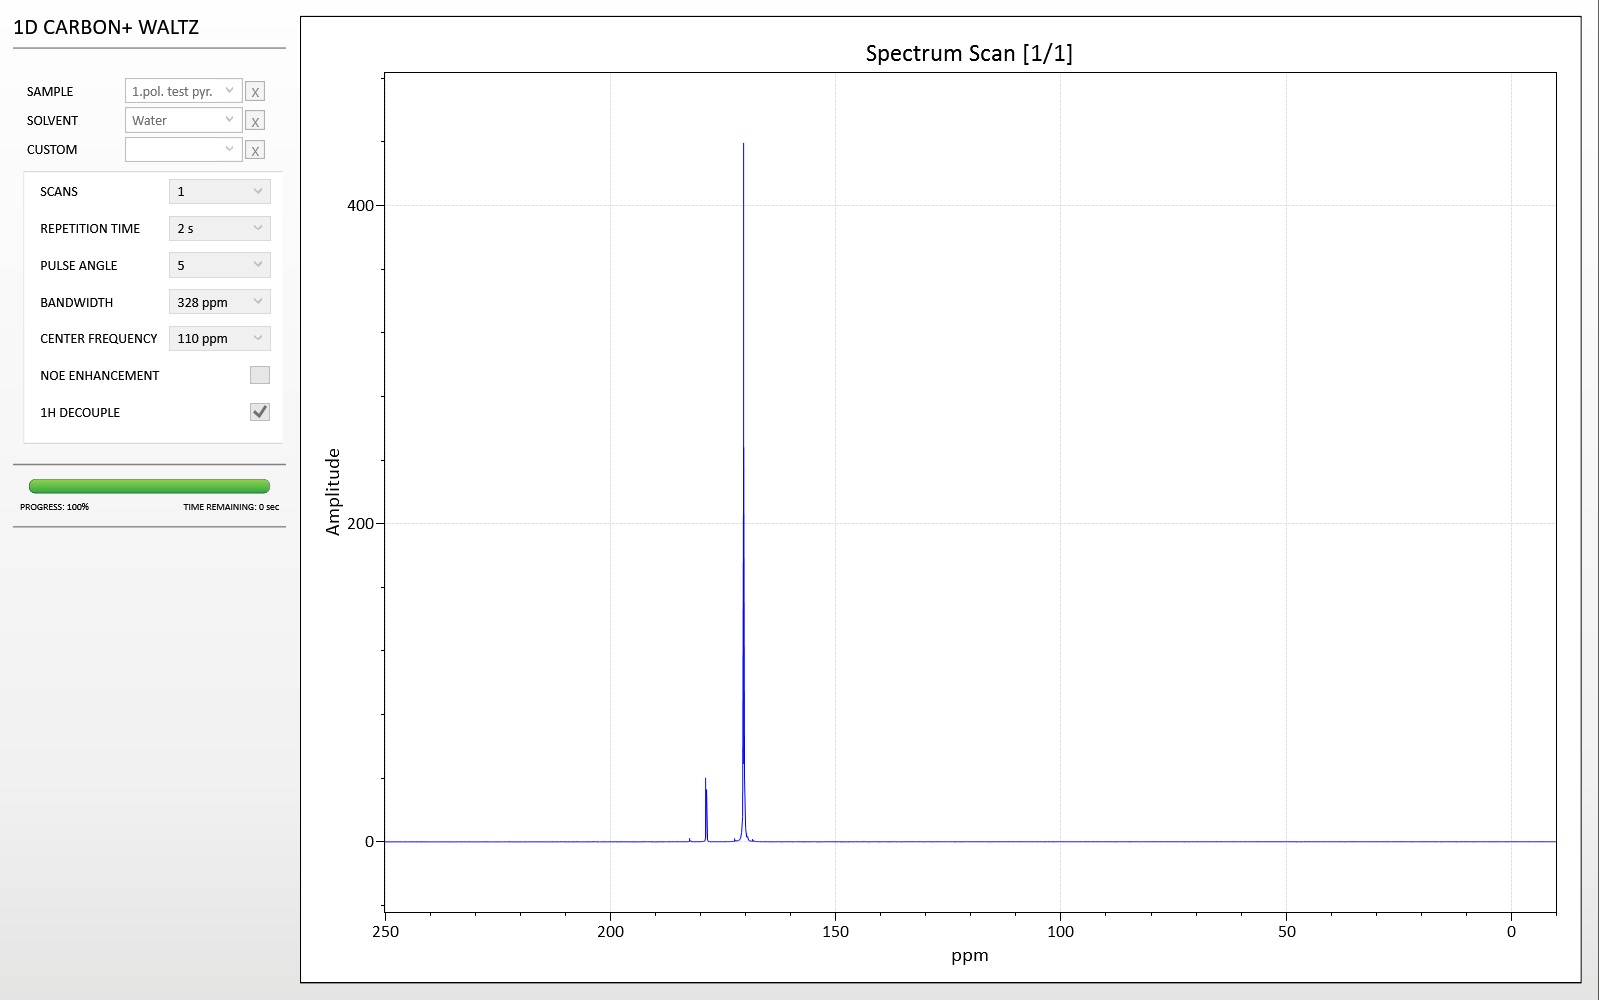 1D CARBON+ WALTZ
SAMPLE 1.pol. test pyr. X
SOLVENT Water X
CUSTOM X
SCANS 1
REPETITION TIME 2 s
PULSE ANGLE 5
BANDWIDTH 328 ppm
CENTER FREQUENCY 110 ppm
NOE ENHANCEMENT
1H DECOUPLE
PROGRESS: 100% TIME REMAINING: 0 sec
Spectrum Scan [1/1]
Amplitude
400
200
0
250 200 150 100 50 0
ppm